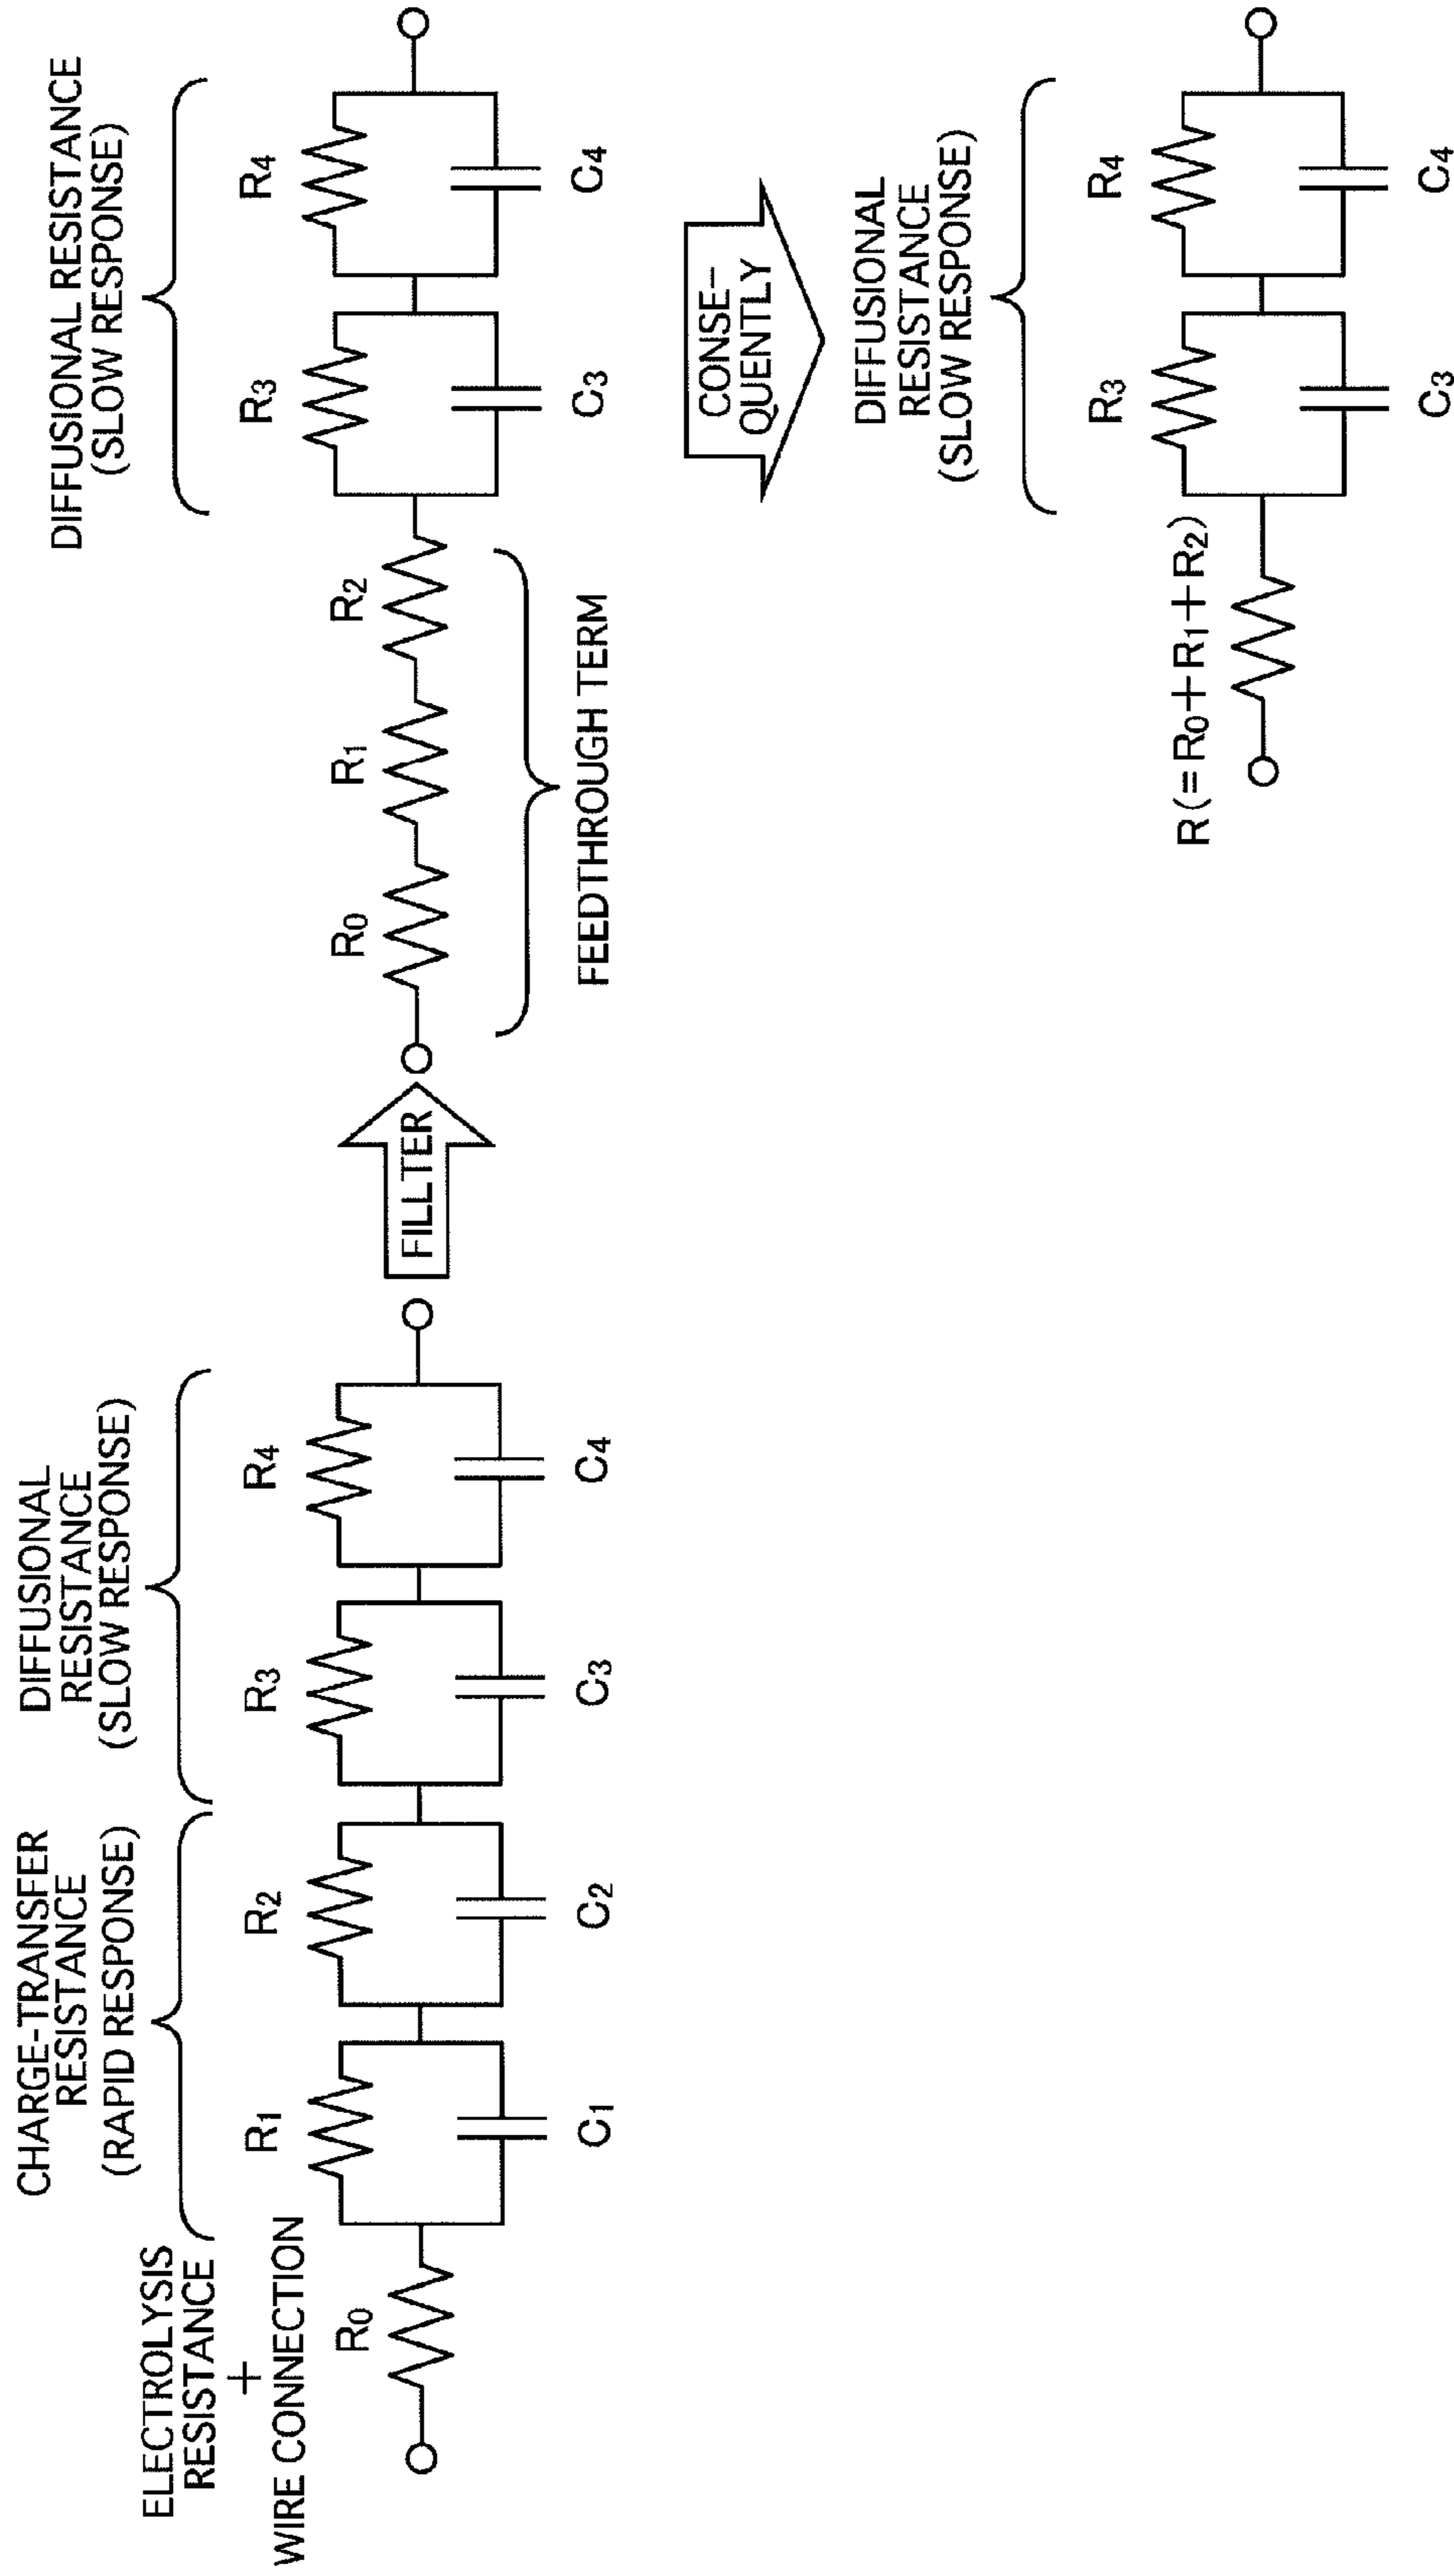 ELECTROLYSIS
RESISTANCE
+
WIRE CONNECTION
R0
CHARGE-TRANSFER
RESISTANCE
(RAPID RESPONSE)
R1
C1
R2
C2
DIFFUSIONAL
RESISTANCE
(SLOW RESPONSE)
R3
C3
R4
C4
FILLTER
R0
R1
R2
FEEDTHROUGH TERM
DIFFUSIONAL RESISTANCE
(SLOW RESPONSE)
R3
C3
R4
C4
CONSE-
QUENTLY
R(=R0+R1+R2)
DIFFUSIONAL
RESISTANCE
(SLOW RESPONSE)
R3
C3
R4
C4